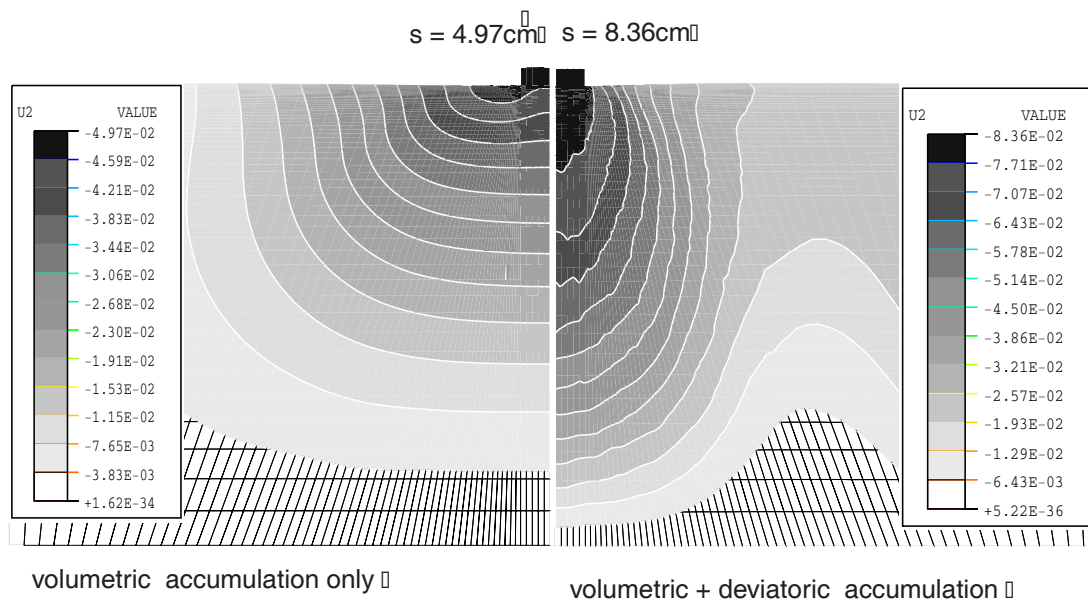 s = 4.97cm
s = 8.36cm
U2 VALUE
-4.97E-02
-4.59E-02
-4.21E-02
-3.83E-02
-3.44E-02
-3.06E-02
-2.68E-02
-2.30E-02
-1.91E-02
-1.53E-02
-1.15E-02
-7.65E-03
-3.83E-03
+1.62E-34
U2 VALUE
-8.36E-02
-7.71E-02
-7.07E-02
-6.43E-02
-5.78E-02
-5.14E-02
-4.50E-02
-3.86E-02
-3.21E-02
-2.57E-02
-1.93E-02
-1.29E-02
-6.43E-03
+5.22E-36
volumetric accumulation only
volumetric + deviatoric accumulation